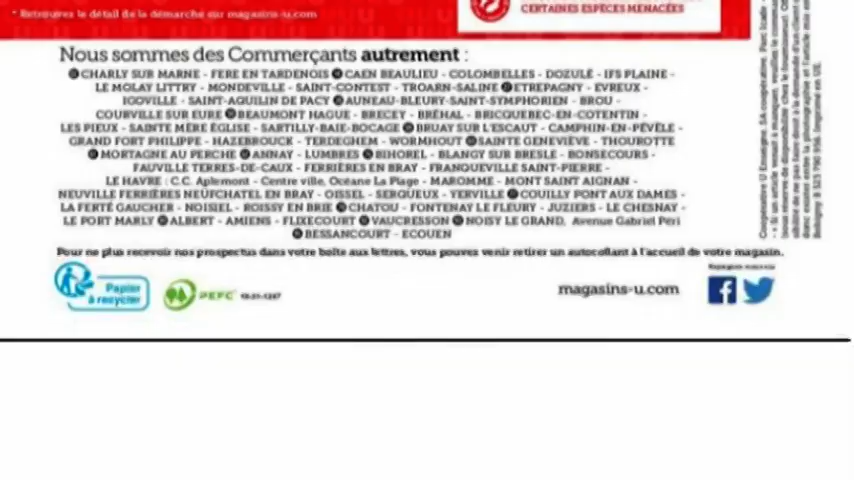 * Retrouvez le détail de la démarche sur magasins-u.com
CERTAINES ESPÈCES MENACÉES
Nous sommes des Commerçants autrement :
CHARLY SUR MARNE - FERE EN TARDENOIS CAEN BEAULIEU - COLOMBELLES - DOZULÉ - IFS PLAINE -
LE MOLAY LITTRY - MONDEVILLE - SAINT-CONTEST - TROARN-SALINE ETREPAGNY - EVREUX -
IGOVILLE - SAINT-AQUILIN DE PACY AUNEAU-BLEURY-SAINT-SYMPHORIEN - BROU -
COURVILLE SUR EURE BEAUMONT HAGUE - BRECEY - BRÉHAL - BRICQUEBEC-EN-COTENTIN -
LES PIEUX - SAINTE MÈRE ÉGLISE - SARTILLY-BAIE-BOCAGE BRUAY SUR L'ESCAUT - CAMPHIN-EN-PÉVÈLE -
GRAND FORT PHILIPPE - HAZEBROUCK - TERDEGHEM - WORMHOUT SAINTE GENEVIÈVE - THOUROTTE
MORTAGNE AU PERCHE ANNAY - LUMBRES BIHOREL - BLANGY SUR BRESLE - BONSECOURS -
FAUVILLE TERRES-DE-CAUX - FERRIÈRES EN BRAY - FRANQUEVILLE SAINT-PIERRE -
LE HAVRE : C.C. Aplemont - Centre ville, Océane La Plage - MAROMME - MONT SAINT AIGNAN -
NEUVILLE FERRIÈRES NEUFCHATEL EN BRAY - OISSEL - SERQUEUX - YERVILLE COUILLY PONT AUX DAMES -
LA FERTÉ GAUCHER - NOISIEL - ROISSY EN BRIE CHATOU - FONTENAY LE FLEURY - JUZIERS - LE CHESNAY -
LE PORT MARLY ALBERT - AMIENS - FLIXECOURT VAUCRESSON NOISY LE GRAND, Avenue Gabriel Péri
BESSANCOURT - ECOUEN
Pour ne plus recevoir nos prospectus dans votre boîte aux lettres, vous pouvez venir retirer un autocollant à l'accueil de votre magasin.
Papier
à recycler
PEFC
magasins-u.com
Coopérative U Enseigne, SA coopérative, Parc Icade -